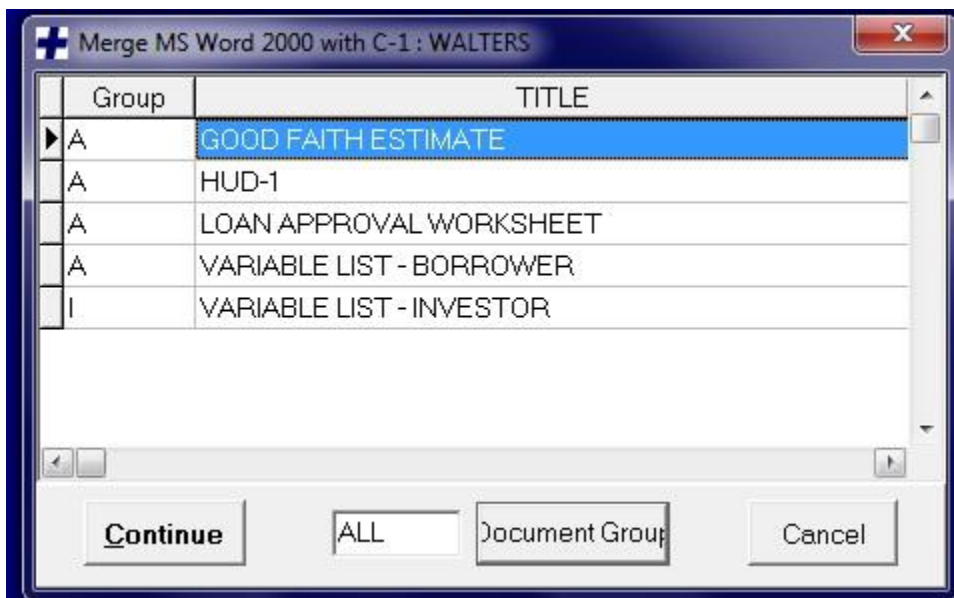 Merge MS Word 2000 with C-1 : WALTERS
Group TITLE
A GOOD FAITH ESTIMATE
A HUD-1
A LOAN APPROVAL WORKSHEET
A VARIABLE LIST - BORROWER
I VARIABLE LIST - INVESTOR
Continue ALL Document Group Cancel